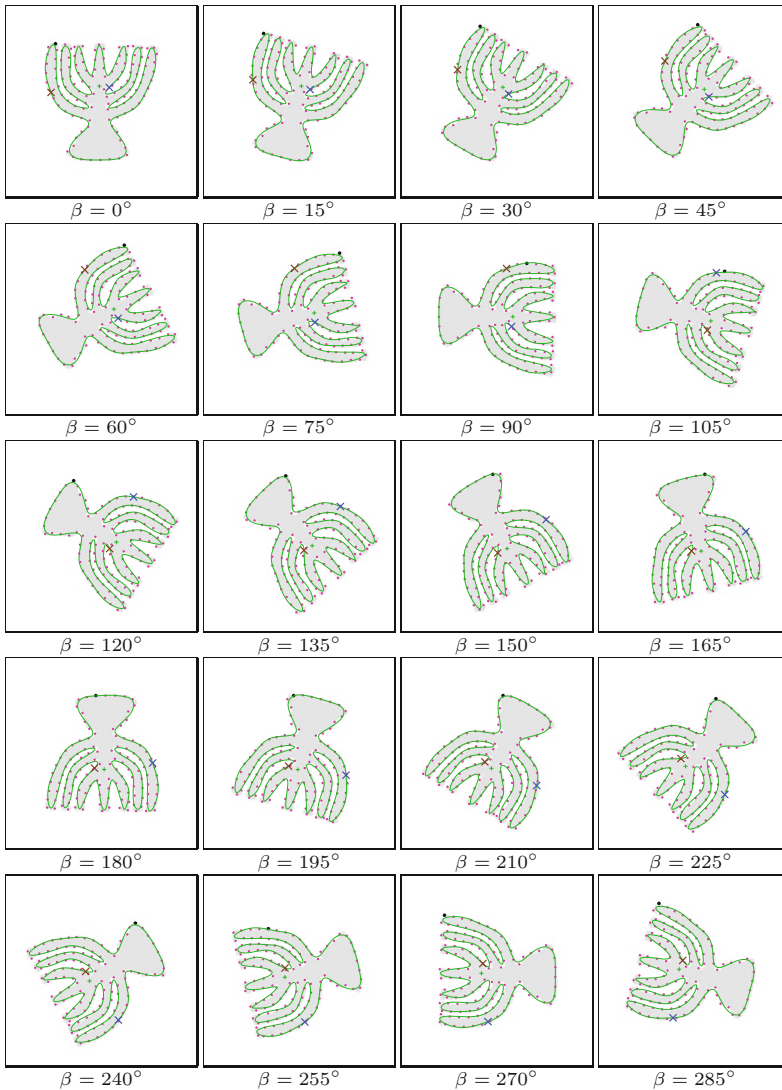 β = 0° β = 15° β = 30° β = 45°
β = 60° β = 75° β = 90° β = 105°
β = 120° β = 135° β = 150° β = 165°
β = 180° β = 195° β = 210° β = 225°
β = 240° β = 255° β = 270° β = 285°